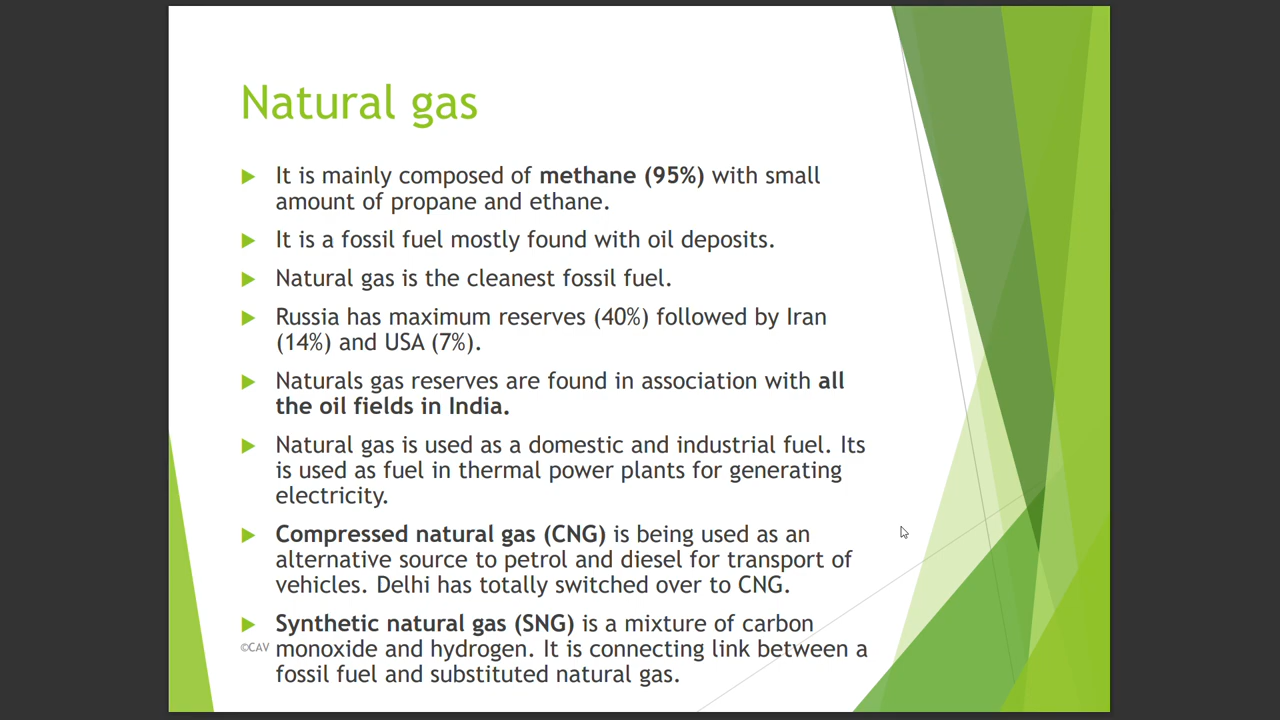 Natural gas
It is mainly composed of methane (95%) with small
amount of propane and ethane.
It is a fossil fuel mostly found with oil deposits.
Natural gas is the cleanest fossil fuel.
Russia has maximum reserves (40%) followed by Iran
(14%) and USA (7%).
Naturals gas reserves are found in association with all
the oil fields in India.
Natural gas is used as a domestic and industrial fuel. Its
is used as fuel in thermal power plants for generating
electricity.
Compressed natural gas (CNG) is being used as an
alternative source to petrol and diesel for transport of
vehicles. Delhi has totally switched over to CNG.
Synthetic natural gas (SNG) is a mixture of carbon
monoxide and hydrogen. It is connecting link between a
fossil fuel and substituted natural gas.
©CAV